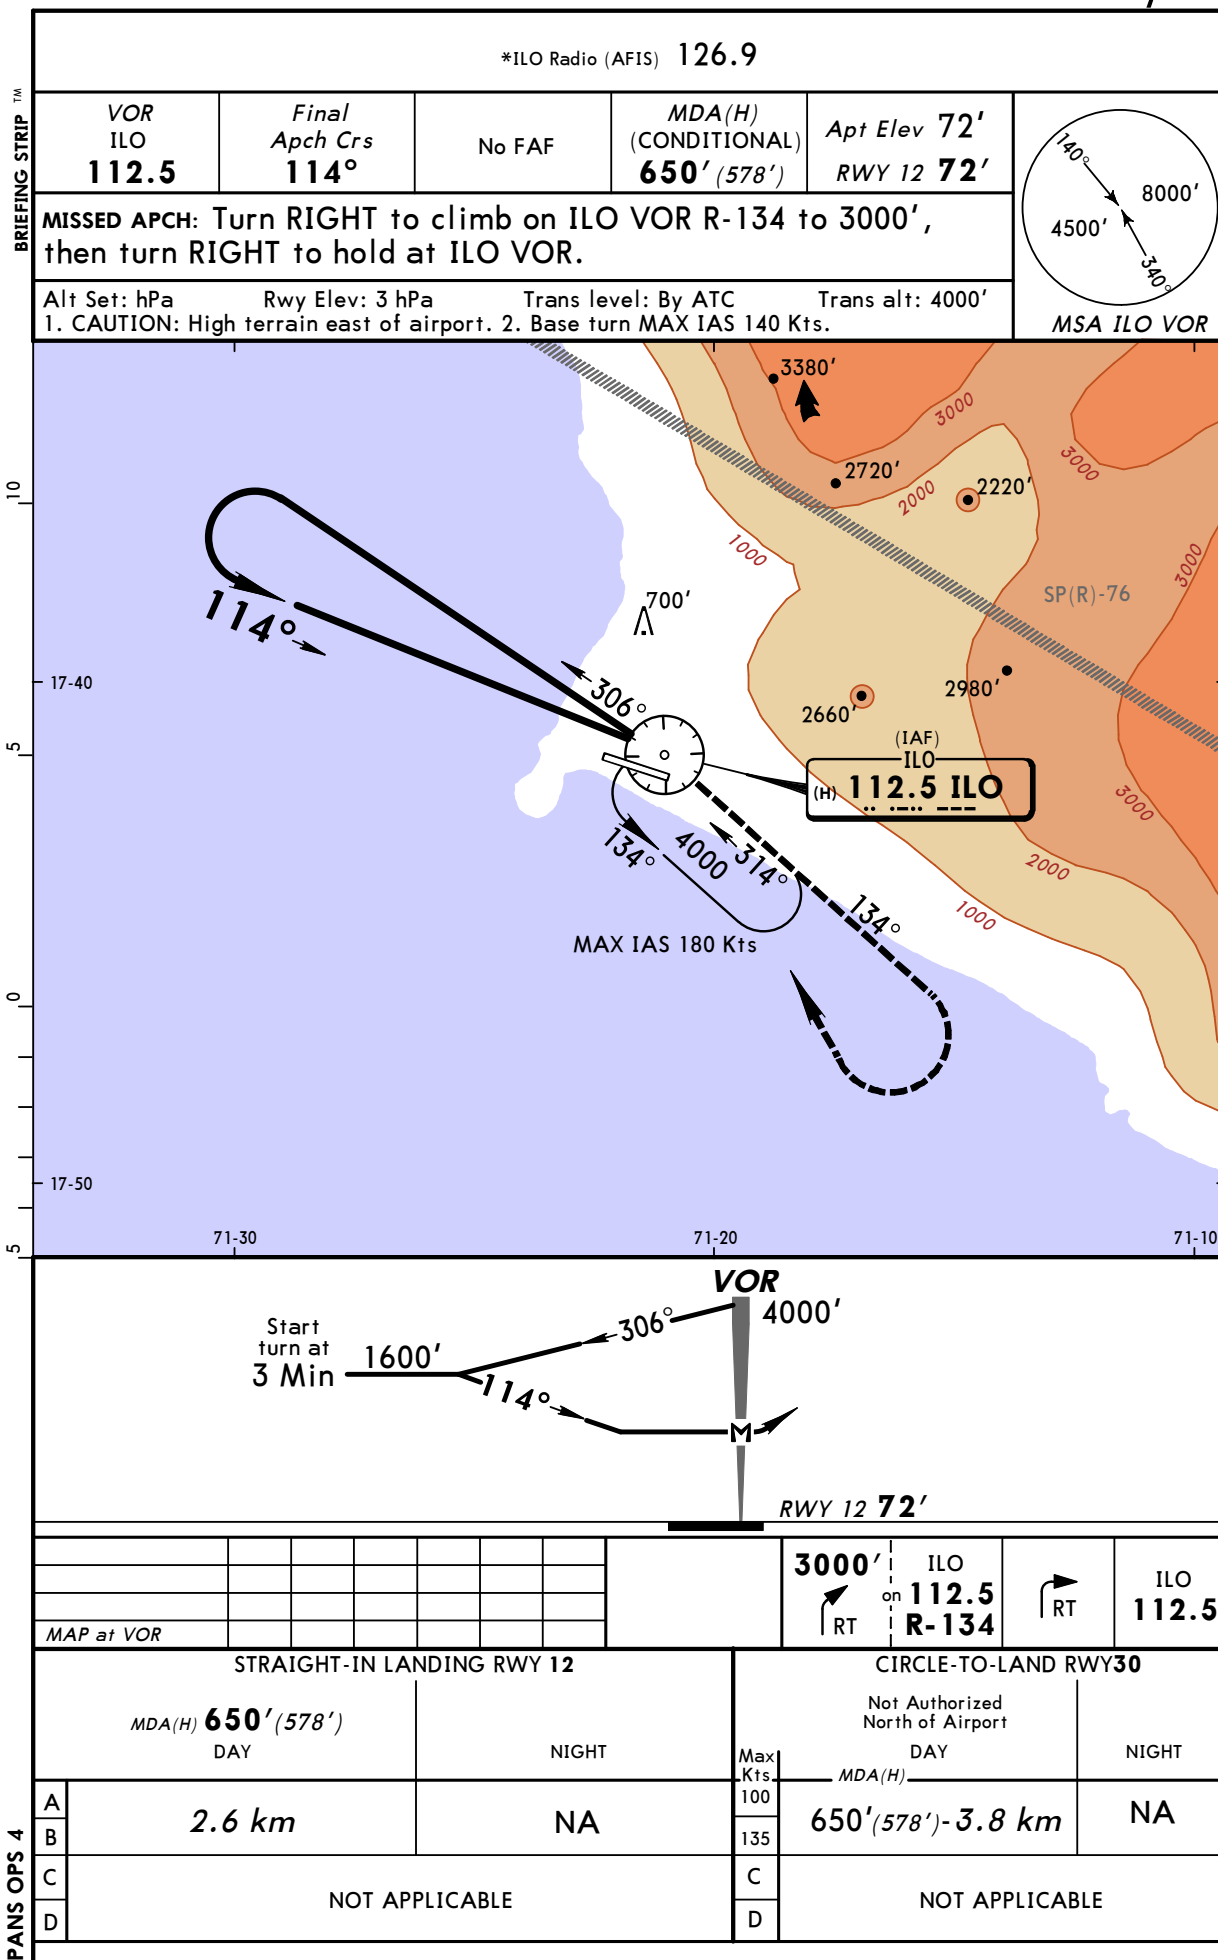 *ILO Radio (AFIS) 126.9
BRIEFING STRIP TM
VOR
ILO
112.5
Final
Apch Crs
114°
No FAF
MDA(H)
(CONDITIONAL)
650' (578')
Apt Elev 72'
RWY 12 72'
MISSED APCH: Turn RIGHT to climb on ILO VOR R-134 to 3000',
then turn RIGHT to hold at ILO VOR.
Alt Set: hPa Rwy Elev: 3 hPa Trans level: By ATC Trans alt: 4000'
1. CAUTION: High terrain east of airport. 2. Base turn MAX IAS 140 Kts.
140°
8000'
4500'
340°
MSA ILO VOR
3380'
3000
3000
2720'
2000
2220'
1000
3000
10
700'
SP(R)-76
114°
17-40
306°
2980'
2660'
5
(IAF)
ILO
(H) 112.5 ILO
3000
134°
4000
314°
2000
134°
1000
MAX IAS 180 Kts
0
17-50
5
71-30
71-20
71-10
VOR
4000'
306°
Start
turn at
3 Min
1600'
114°
M
RWY 12 72'
MAP at VOR
3000'
RT
on
ILO
112.5
R-134
RT
ILO
112.5
STRAIGHT-IN LANDING RWY 12
CIRCLE-TO-LAND RWY30
MDA(H) 650' (578')
DAY
NIGHT
Not Authorized
North of Airport
Max
Kts
DAY
MDA(H)
NIGHT
A
B
2.6 km
NA
100
135
650' (578')-3.8 km
NA
C
D
NOT APPLICABLE
C
D
NOT APPLICABLE
PANS OPS 4